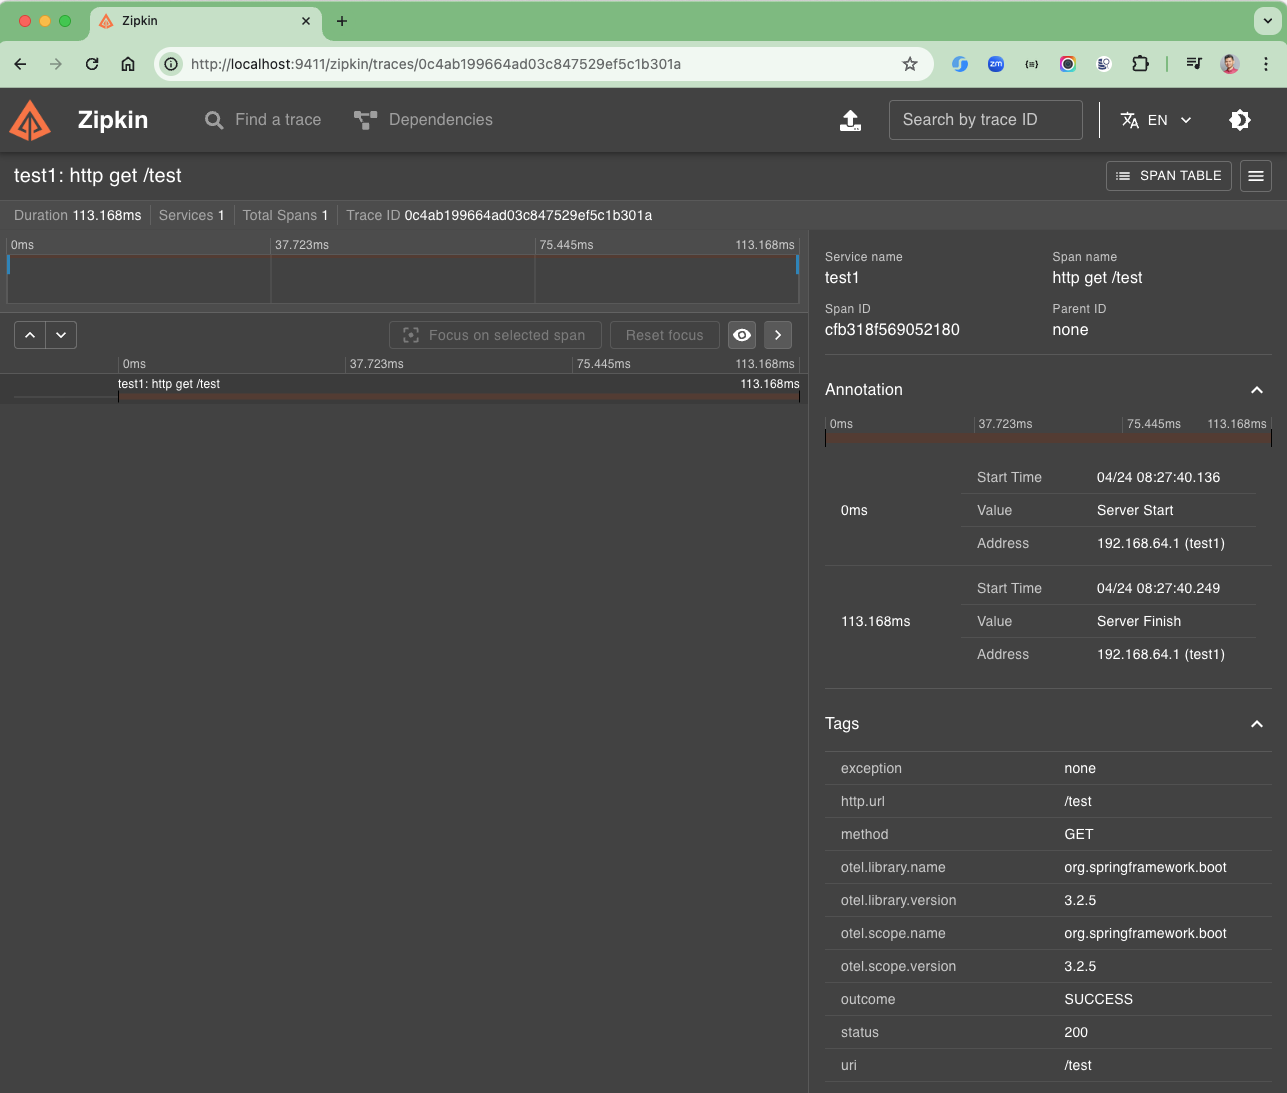 Zipkin
http://localhost:9411/zipkin/traces/0c4ab199664ad03c847529ef5c1b301a
zm
Zipkin
Find a trace
Dependencies
Search by trace ID
EN
test1: http get /test
SPAN TABLE
Duration 113.168ms
Services 1
Total Spans 1
Trace ID 0c4ab199664ad03c847529ef5c1b301a
0ms 37.723ms 75.445ms 113.168ms
Focus on selected span
Reset focus
0ms 37.723ms 75.445ms 113.168ms
test1: http get /test 113.168ms
Service name Span name
test1 http get /test
Span ID Parent ID
cfb318f569052180 none
Annotation
0ms 37.723ms 75.445ms 113.168ms
Start Time 04/24 08:27:40.136
0ms Value Server Start
Address 192.168.64.1 (test1)
Start Time 04/24 08:27:40.249
113.168ms Value Server Finish
Address 192.168.64.1 (test1)
Tags
exception none
http.url /test
method GET
otel.library.name org.springframework.boot
otel.library.version 3.2.5
otel.scope.name org.springframework.boot
otel.scope.version 3.2.5
outcome SUCCESS
status 200
uri /test